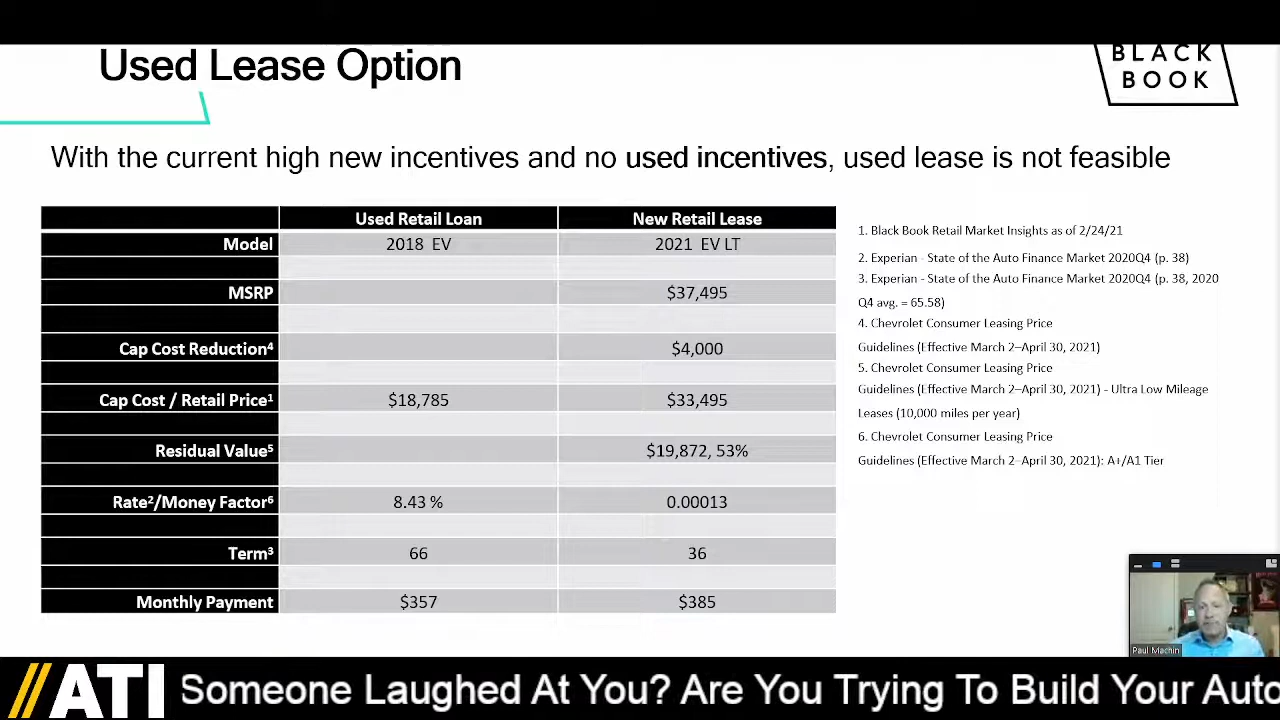 Used Lease Option
BLACK
BOOK
With the current high new incentives and no used incentives, used lease is not feasible
Used Retail Loan New Retail Lease
Model 2018 EV 2021 EV LT
MSRP $37,495
Cap Cost Reduction⁴ $4,000
Cap Cost / Retail Price¹ $18,785 $33,495
Residual Value⁵ $19,872, 53%
Rate²/Money Factor⁶ 8.43 % 0.00013
Term³ 66 36
Monthly Payment $357 $385
1. Black Book Retail Market Insights as of 2/24/21
2. Experian - State of the Auto Finance Market 2020Q4 (p. 38)
3. Experian - State of the Auto Finance Market 2020Q4 (p. 38, 2020
Q4 avg. = 65.58)
4. Chevrolet Consumer Leasing Price
Guidelines (Effective March 2–April 30, 2021)
5. Chevrolet Consumer Leasing Price
Guidelines (Effective March 2–April 30, 2021) - Ultra Low Mileage
Leases (10,000 miles per year)
6. Chevrolet Consumer Leasing Price
Guidelines (Effective March 2–April 30, 2021): A+/A1 Tier
Paul Machin
//ATI Someone Laughed At You? Are You Trying To Build Your Auto